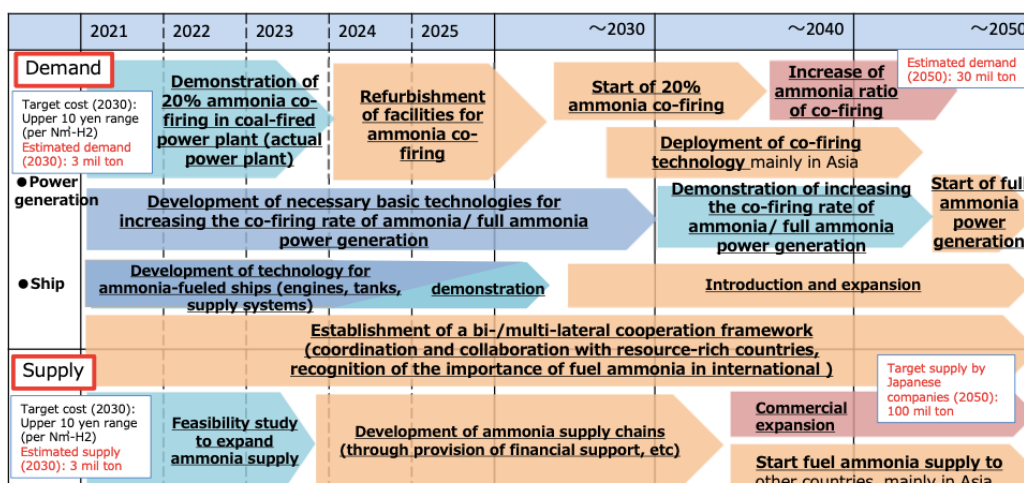 2021
2022
2023
2024
2025
～2030
～2040
～2050
Demand
Target cost (2030):
Upper 10 yen range
(per N㎥-H2)
Estimated demand
(2030): 3 mil ton
Demonstration of
20% ammonia co-
firing in coal-fired
power plant (actual
power plant)
Refurbishment
of facilities for
ammonia co-
firing
Start of 20%
ammonia co-firing
Increase of
ammonia ratio
of co-firing
Estimated demand
(2050): 30 mil ton
Deployment of co-firing
technology mainly in Asia
●Power
generation
Development of necessary basic technologies for
increasing the co-firing rate of ammonia/ full ammonia
power generation
Demonstration of increasing
the co-firing rate of
ammonia/ full ammonia
power generation
Start of full
ammonia
power
generation
●Ship
Development of technology for
ammonia-fueled ships (engines, tanks,
supply systems)
demonstration
Introduction and expansion
Establishment of a bi-/multi-lateral cooperation framework
(coordination and collaboration with resource-rich countries,
recognition of the importance of fuel ammonia in international )
Supply
Target cost (2030):
Upper 10 yen range
(per N㎥-H2)
Estimated supply
(2030): 3 mil ton
Feasibility study
to expand
ammonia supply
Development of ammonia supply chains
(through provision of financial support, etc)
Commercial
expansion
Target supply by
Japanese
companies (2050):
100 mil ton
Start fuel ammonia supply to
other countries, mainly in Asia